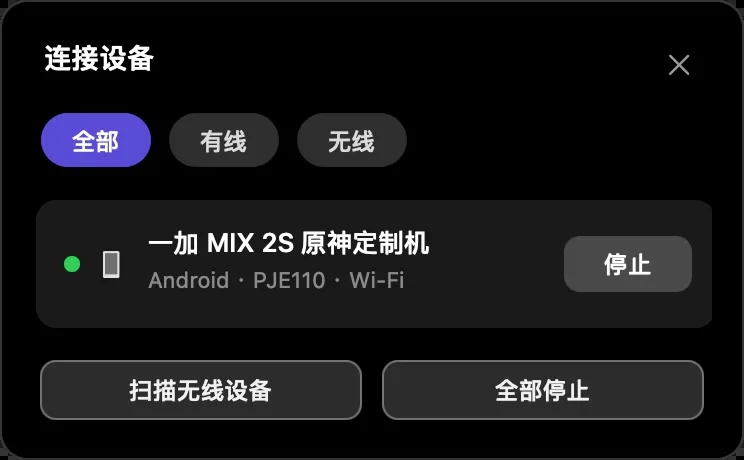 连接设备
全部 有线 无线
一加 MIX 2S 原神定制机
Android · PJE110 · Wi-Fi
停止
扫描无线设备 全部停止